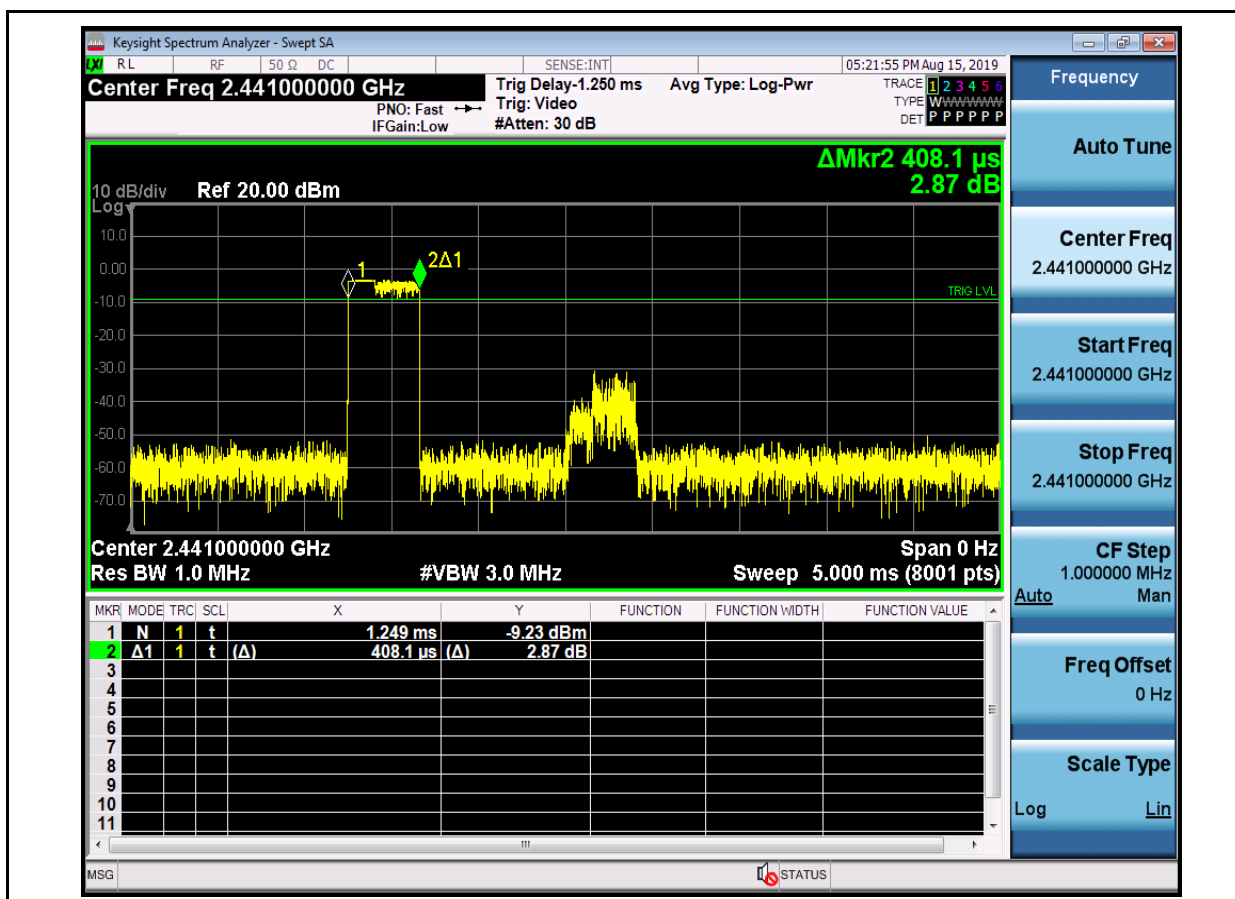 Keysight Spectrum Analyzer - Swept SA
LXI RL RF 50 Ω DC SENSE:INT 05:21:55 PM Aug 15, 2019
Center Freq 2.441000000 GHz
PNO: Fast
IFGain:Low
Trig Delay-1.250 ms
Trig: Video
#Atten: 30 dB
Avg Type: Log-Pwr
TRACE 1 2 3 4 5 6
TYPE WWWWWW
DET P P P P P P
ΔMkr2 408.1 µs
2.87 dB
10 dB/div Ref 20.00 dBm
Log
10.0
0.00
-10.0
-20.0
-30.0
-40.0
-50.0
-60.0
-70.0
1
2Δ1
TRIG LVL
Center 2.441000000 GHz Span 0 Hz
Res BW 1.0 MHz #VBW 3.0 MHz Sweep 5.000 ms (8001 pts)
MKR MODE TRC SCL X Y FUNCTION FUNCTION WIDTH FUNCTION VALUE
1 N 1 t 1.249 ms -9.23 dBm
2 Δ1 1 t (Δ) 408.1 µs (Δ) 2.87 dB
3
4
5
6
7
8
9
10
11
MSG STATUS
Frequency
Auto Tune
Center Freq
2.441000000 GHz
Start Freq
2.441000000 GHz
Stop Freq
2.441000000 GHz
CF Step
1.000000 MHz
Auto Man
Freq Offset
0 Hz
Scale Type
Log Lin